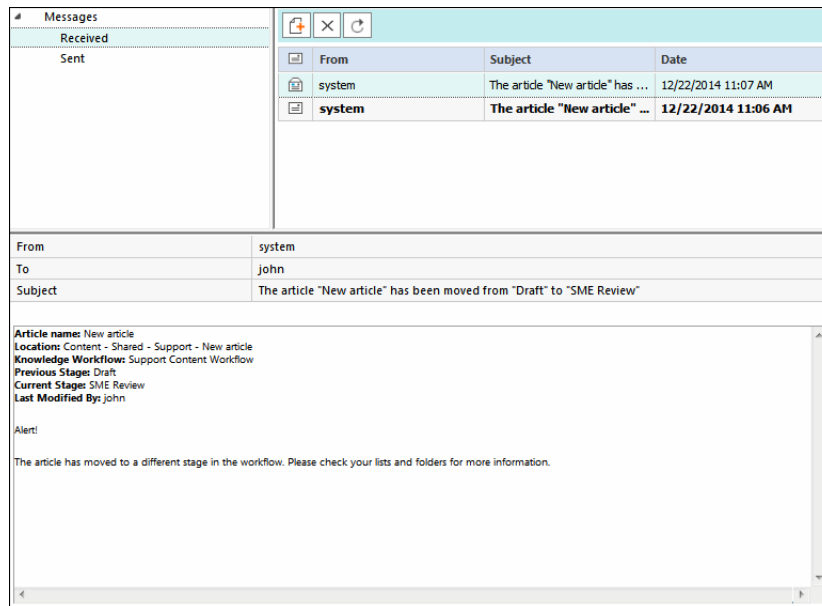 Messages
Received
Sent
From Subject Date
system The article "New article" has ... 12/22/2014 11:07 AM
system The article "New article" ... 12/22/2014 11:06 AM
From system
To john
Subject The article "New article" has been moved from "Draft" to "SME Review"
Article name: New article
Location: Content - Shared - Support - New article
Knowledge Workflow: Support Content Workflow
Previous Stage: Draft
Current Stage: SME Review
Last Modified By: john
Alert!
The article has moved to a different stage in the workflow. Please check your lists and folders for more information.